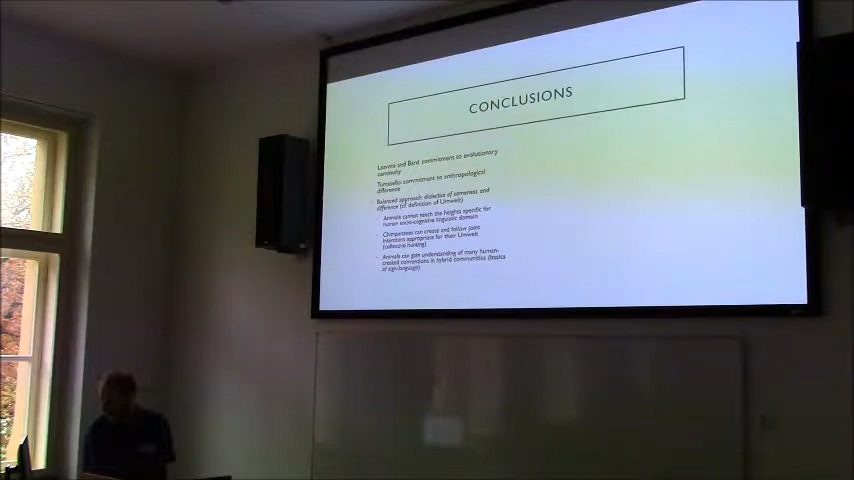 CONCLUSIONS
Leavens and Bard: commitment to evolutionary
continuity
Tomasello: commitment to anthropological
difference
Balanced approach: dialectics of sameness and
difference (cf. definition of Umwelt)
Animals cannot reach the heights specific for
human socio-cognitive linguistic domain
Chimpanzees can create and follow joint
intentions appropriate for their Umwelt
(collective hunting)
Animals can gain understanding of many human-
created conventions in hybrid communities (basics
of sign-language)